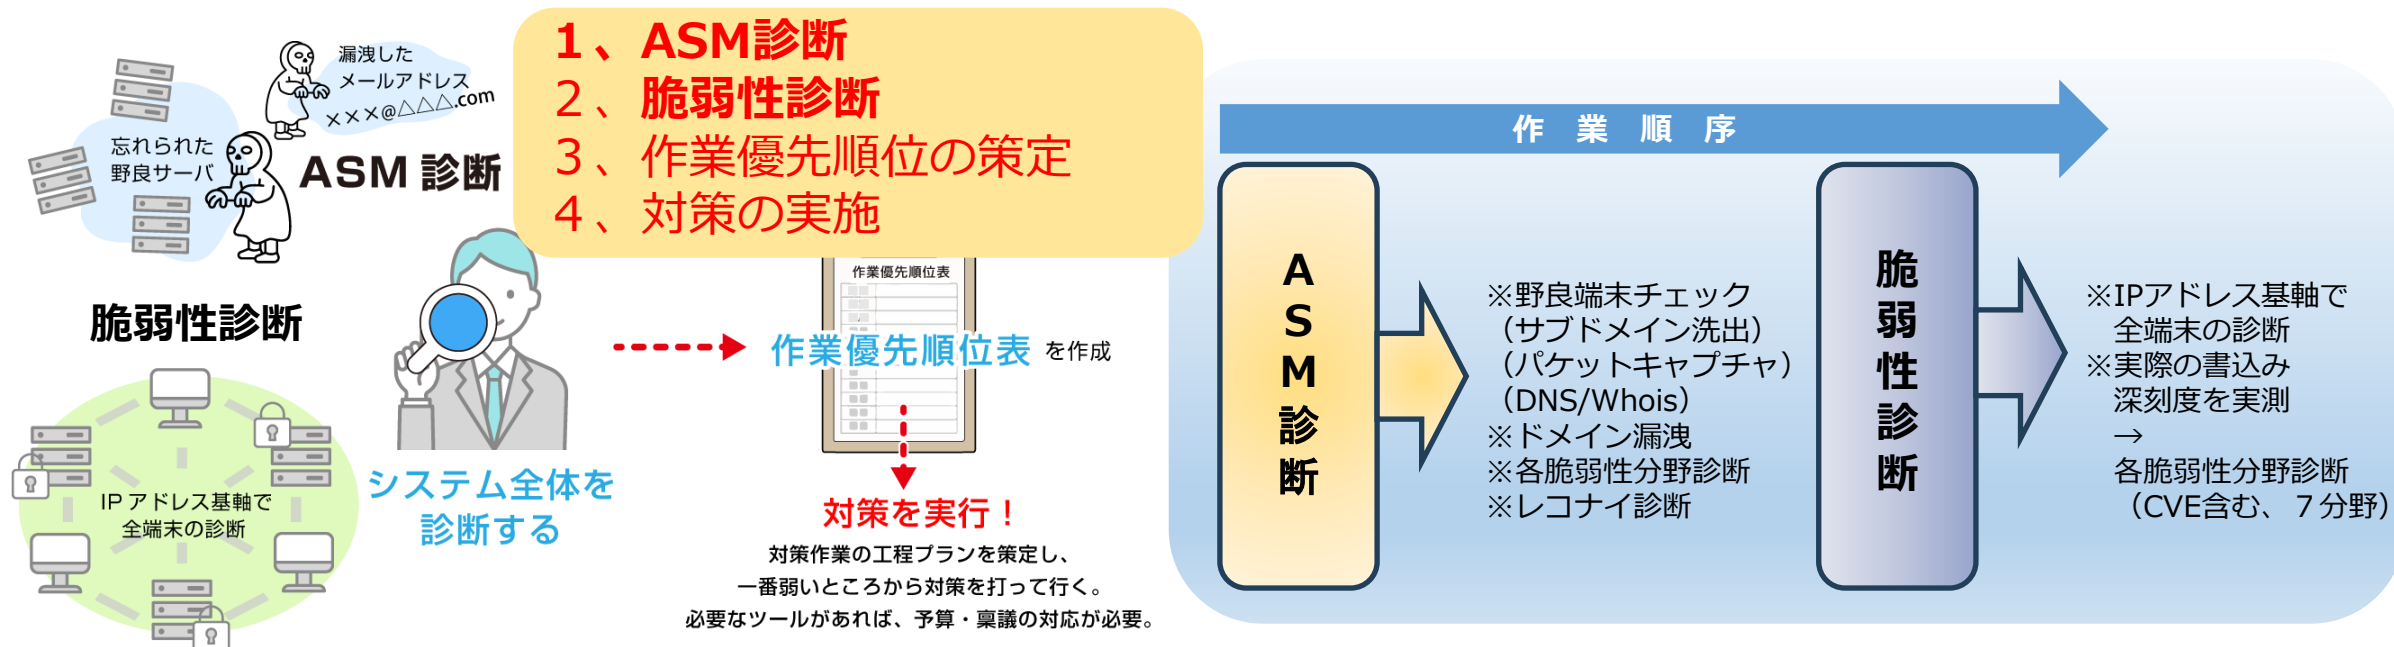 漏洩した
メールアドレス
×××@△△△.com
忘れられた
野良サーバ
ASM 診断
脆弱性診断
IP アドレス基軸で
全端末の診断
システム全体を
診断する
1、ASM診断
２、脆弱性診断
３、作業優先順位の策定
４、対策の実施
作業優先順位表
作業優先順位表 を作成
対策を実行！
対策作業の工程プランを策定し、
一番弱いところから対策を打って行く。
必要なツールがあれば、予算・稟議の対応が必要。
作 業 順 序
ASM診断
※野良端末チェック
（サブドメイン洗出）
（パケットキャプチャ）
（DNS/Whois）
※ドメイン漏洩
※各脆弱性分野診断
※レコナイ診断
脆弱性診断
※IPアドレス基軸で
全端末の診断
※実際の書込み
深刻度を実測
→
各脆弱性分野診断
（CVE含む、７分野）